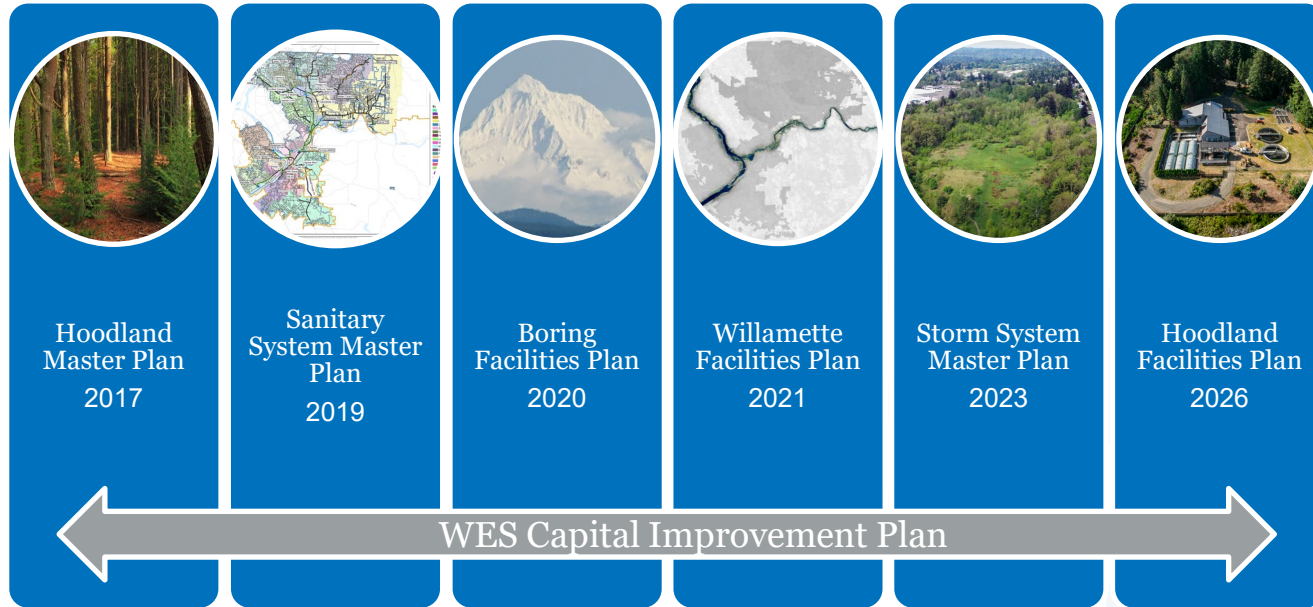 Hoodland
Master Plan
2017
Sanitary
System Master
Plan
2019
Boring
Facilities Plan
2020
Willamette
Facilities Plan
2021
Storm System
Master Plan
2023
Hoodland
Facilities Plan
2026
WES Capital Improvement Plan